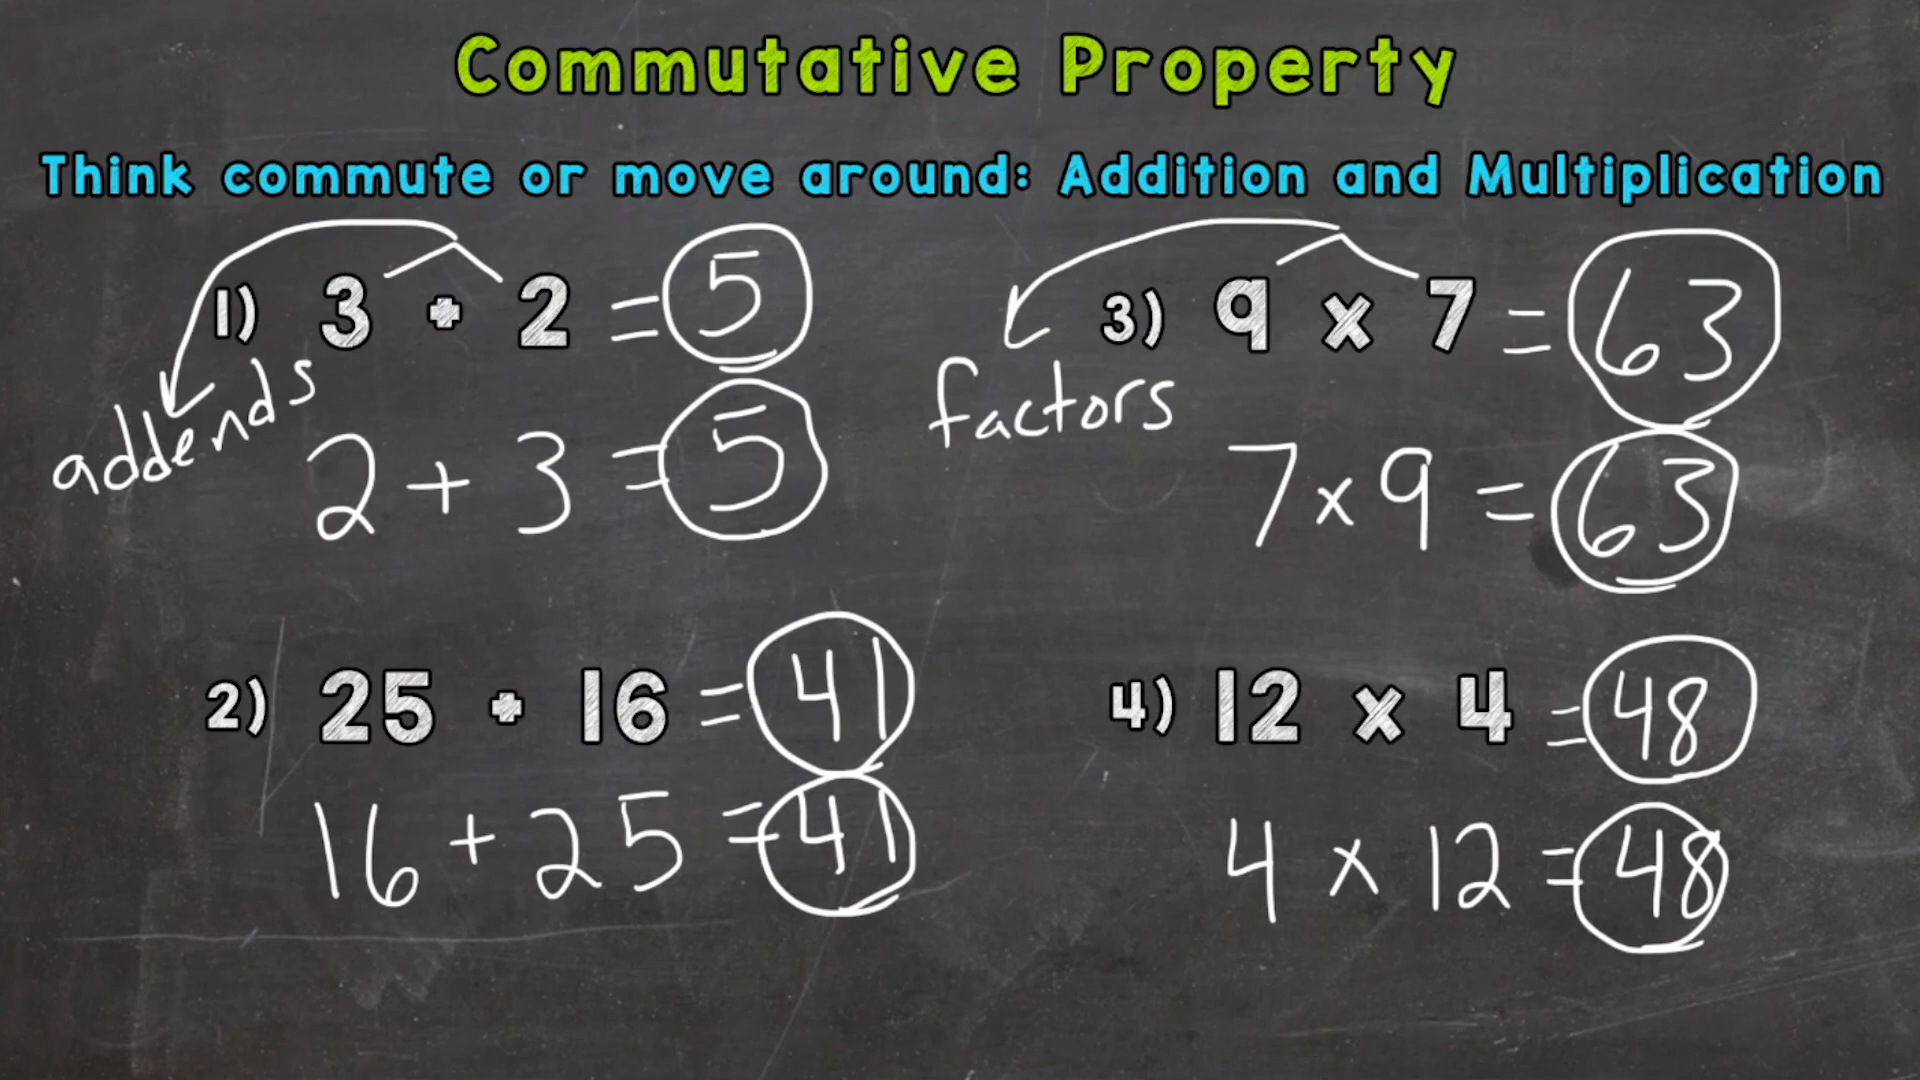 Commutative Property
Think commute or move around: Addition and Multiplication
1) 3 + 2 = 5
addends
2 + 3 = 5
2) 25 + 16 = 41
16 + 25 = 41
3) 9 x 7 = 63
factors
7 x 9 = 63
4) 12 x 4 = 48
4 x 12 = 48